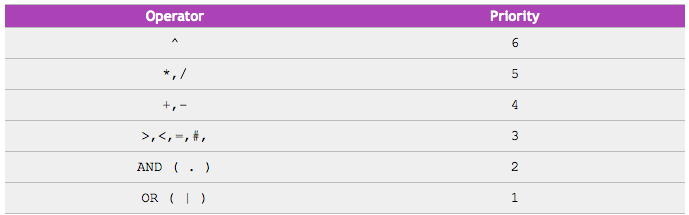 Operator Priority
^ 6
*,/ 5
+,- 4
>,<,=,#, 3
AND ( . ) 2
OR ( | ) 1